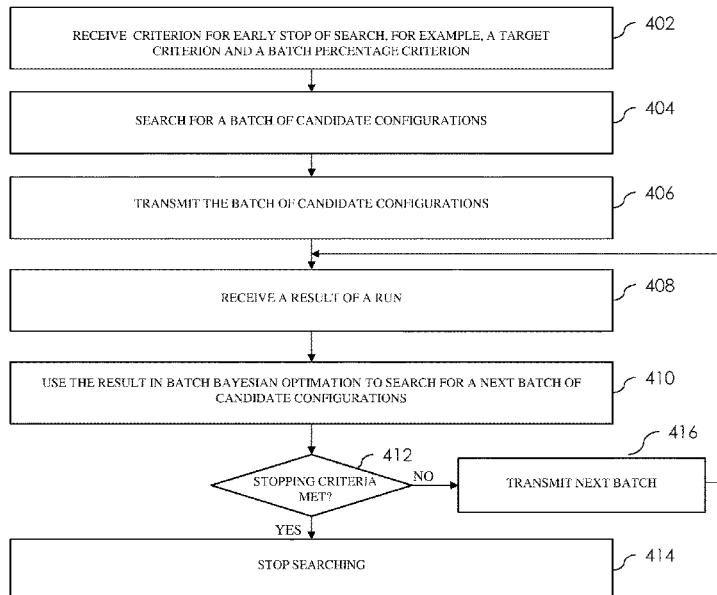 RECEIVE CRITERION FOR EARLY STOP OF SEARCH, FOR EXAMPLE, A TARGET
CRITERION AND A BATCH PERCENTAGE CRITERION
402
SEARCH FOR A BATCH OF CANDIDATE CONFIGURATIONS
404
TRANSMIT THE BATCH OF CANDIDATE CONFIGURATIONS
406
RECEIVE A RESULT OF A RUN
408
USE THE RESULT IN BATCH BAYESIAN OPTIMATION TO SEARCH FOR A NEXT BATCH OF
CANDIDATE CONFIGURATIONS
410
412
STOPPING CRITERIA
MET?
NO
416
TRANSMIT NEXT BATCH
YES
STOP SEARCHING
414